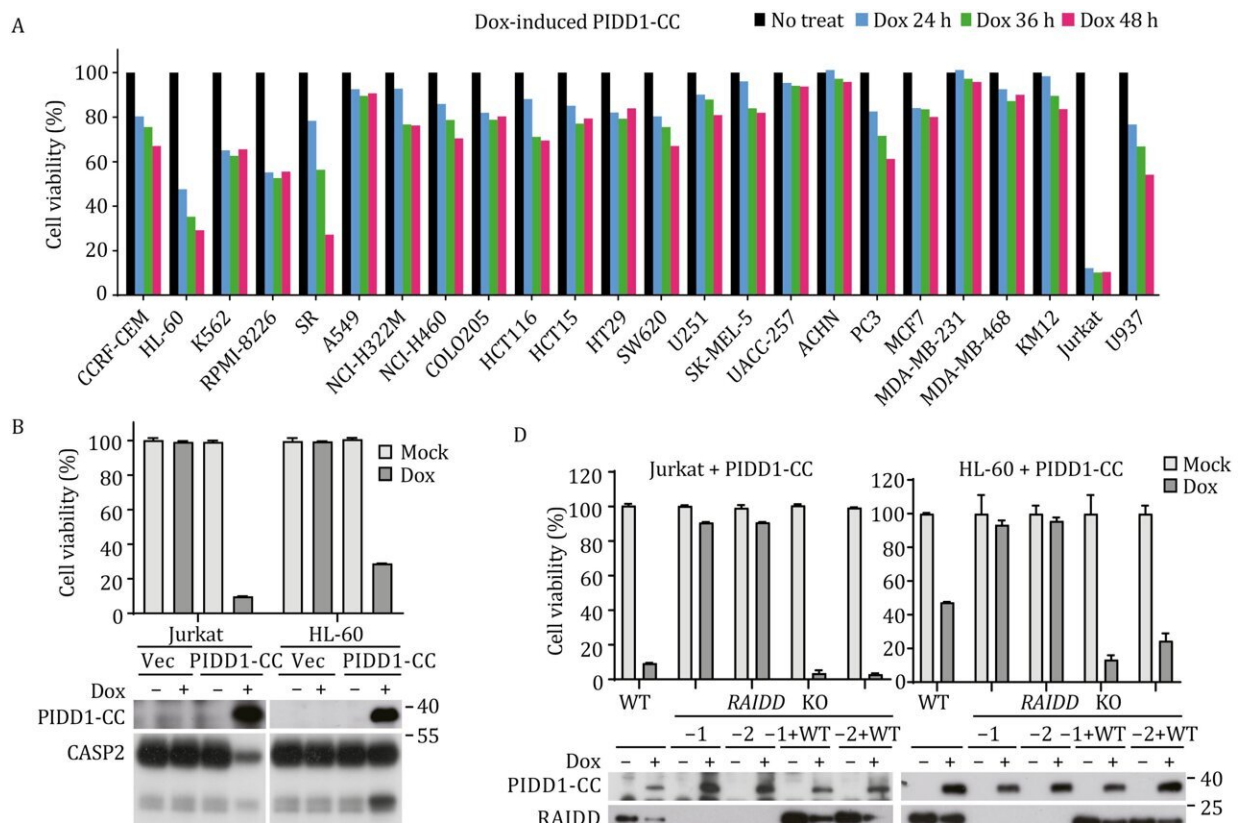 A
Dox-induced PIDD1-CC
No treat Dox 24 h Dox 36 h Dox 48 h
Cell viability (%)
100
80
60
40
20
0
CCRF-CEM
HL-60
K562
RPMI-8226
SR
A549
NCI-H322M
NCI-H460
COLO205
HCT116
HCT15
HT29
SW620
U251
SK-MEL-5
UACC-257
ACHN
PC3
MCF7
MDA-MB-231
MDA-MB-468
KM12
Jurkat
U937
B
Cell viability (%)
100
80
60
40
20
0
Mock
Dox
Jurkat HL-60
Vec PIDD1-CC Vec PIDD1-CC
Dox − + − + − + − +
PIDD1-CC
40
55
CASP2
D
Jurkat + PIDD1-CC
Cell viability (%)
120
100
80
60
40
20
0
HL-60 + PIDD1-CC
120
100
80
60
40
20
0
Mock
Dox
WT RAIDD KO WT RAIDD KO
−1 −2 −1+WT −2+WT −1 −2 −1+WT −2+WT
Dox − + − + − + − + − + − + − + − + − + − +
PIDD1-CC
40
25
RAIDD